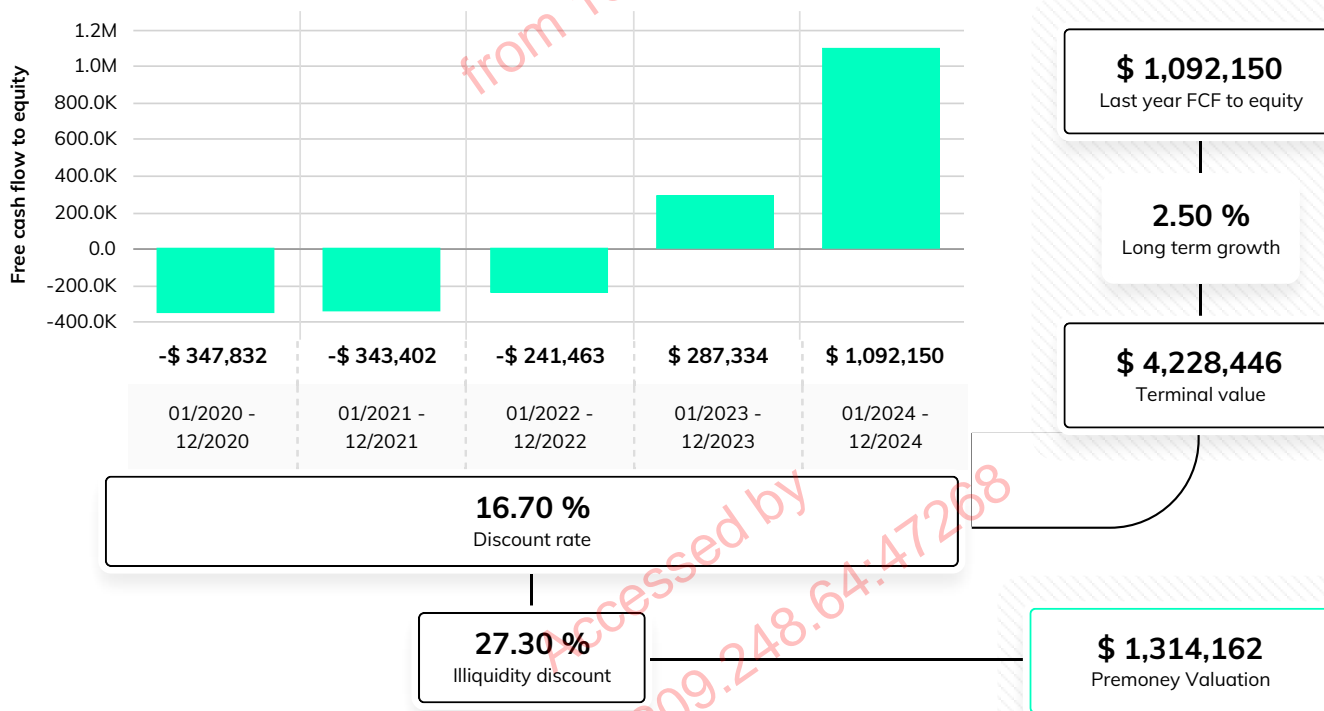 from
Free cash flow to equity
1.2M
1.0M
800.0K
600.0K
400.0K
200.0K
0.0
-200.0K
-400.0K
-$ 347,832
-$ 343,402
-$ 241,463
$ 287,334
$ 1,092,150
01/2020 -
12/2020
01/2021 -
12/2021
01/2022 -
12/2022
01/2023 -
12/2023
01/2024 -
12/2024
16.70 %
Discount rate
27.30 %
Illiquidity discount
$ 1,092,150
Last year FCF to equity
2.50 %
Long term growth
$ 4,228,446
Terminal value
$ 1,314,162
Premoney Valuation
Accessed by
209.248.64:47268